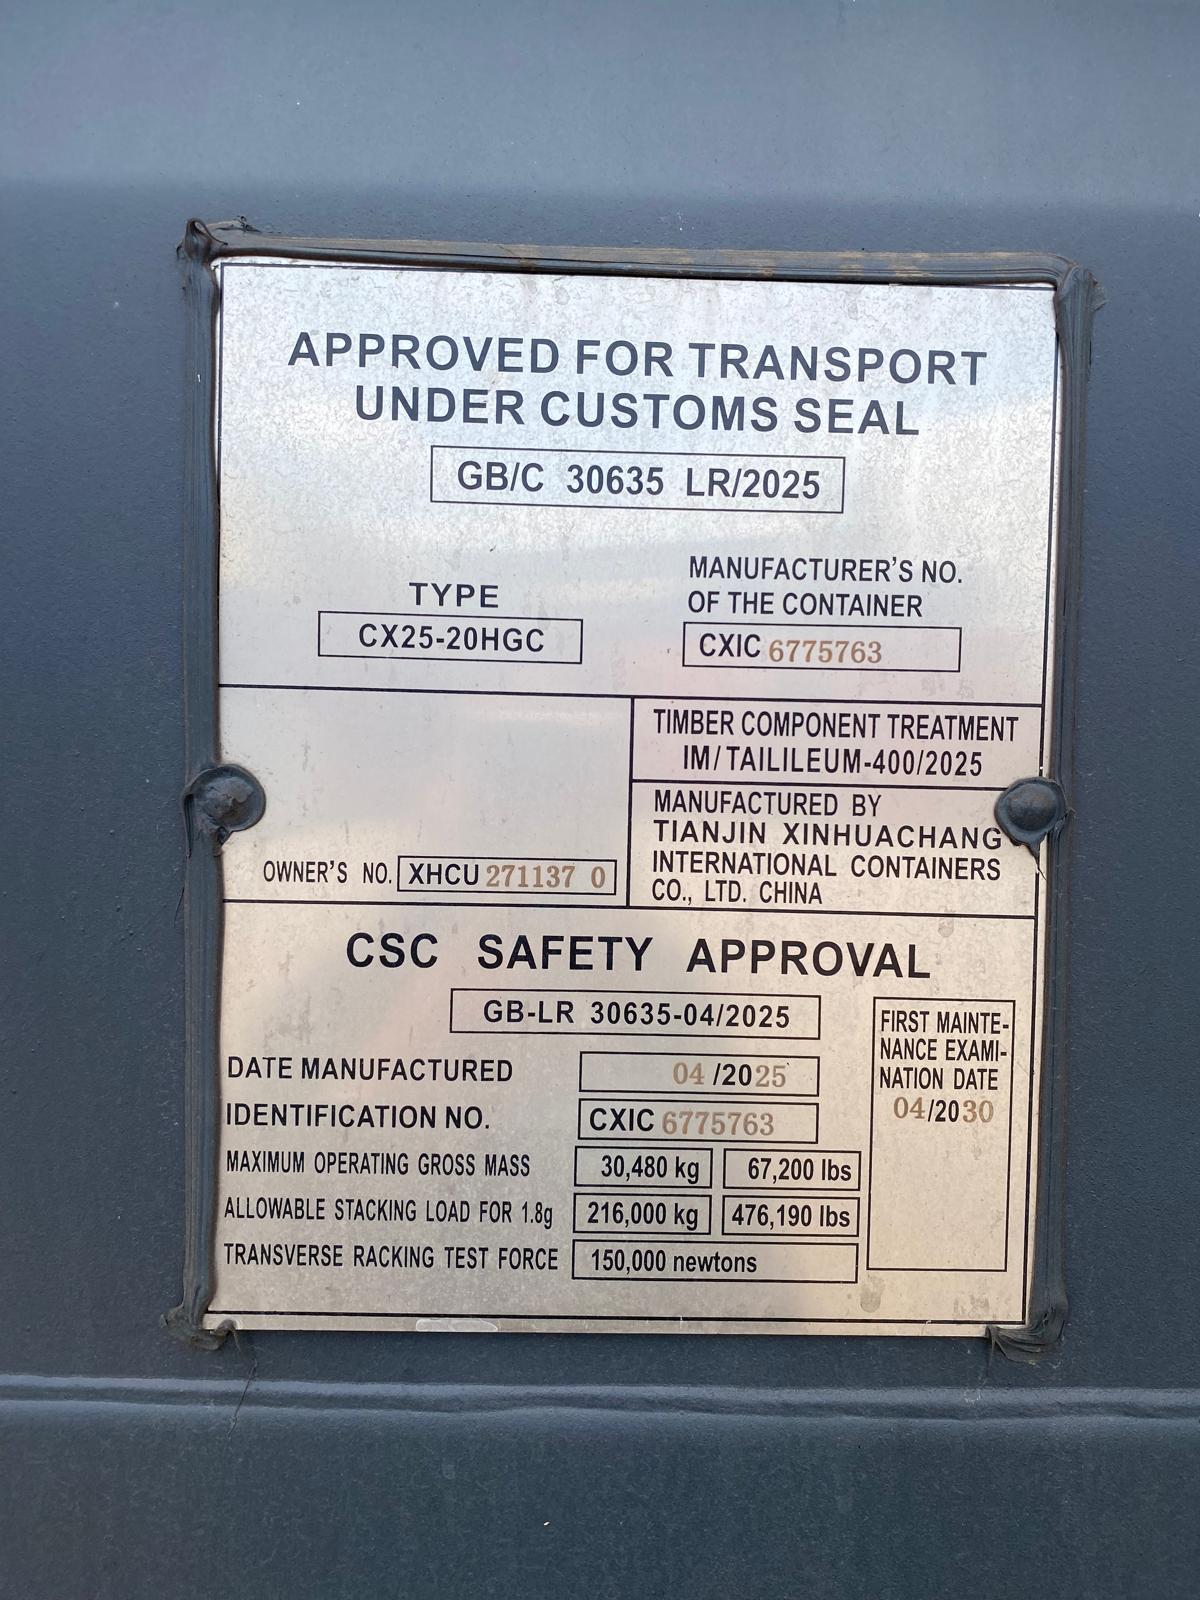 APPROVED FOR TRANSPORT
UNDER CUSTOMS SEAL
GB/C 30635 LR/2025
TYPE
CX25-20HGC
MANUFACTURER'S NO.
OF THE CONTAINER
CXIC 6775763
TIMBER COMPONENT TREATMENT
IM/TAILILEUM-400/2025
MANUFACTURED BY
TIANJIN XINHUACHANG
INTERNATIONAL CONTAINERS
CO., LTD. CHINA
OWNER'S NO. XHCU 271137 0
CSC SAFETY APPROVAL
GB-LR 30635-04/2025
DATE MANUFACTURED 04/2025
IDENTIFICATION NO. CXIC 6775763
MAXIMUM OPERATING GROSS MASS 30,480 kg 67,200 lbs
ALLOWABLE STACKING LOAD FOR 1.8g 216,000 kg 476,190 lbs
TRANSVERSE RACKING TEST FORCE 150,000 newtons
FIRST MAINTE-
NANCE EXAMI-
NATION DATE
04/2030